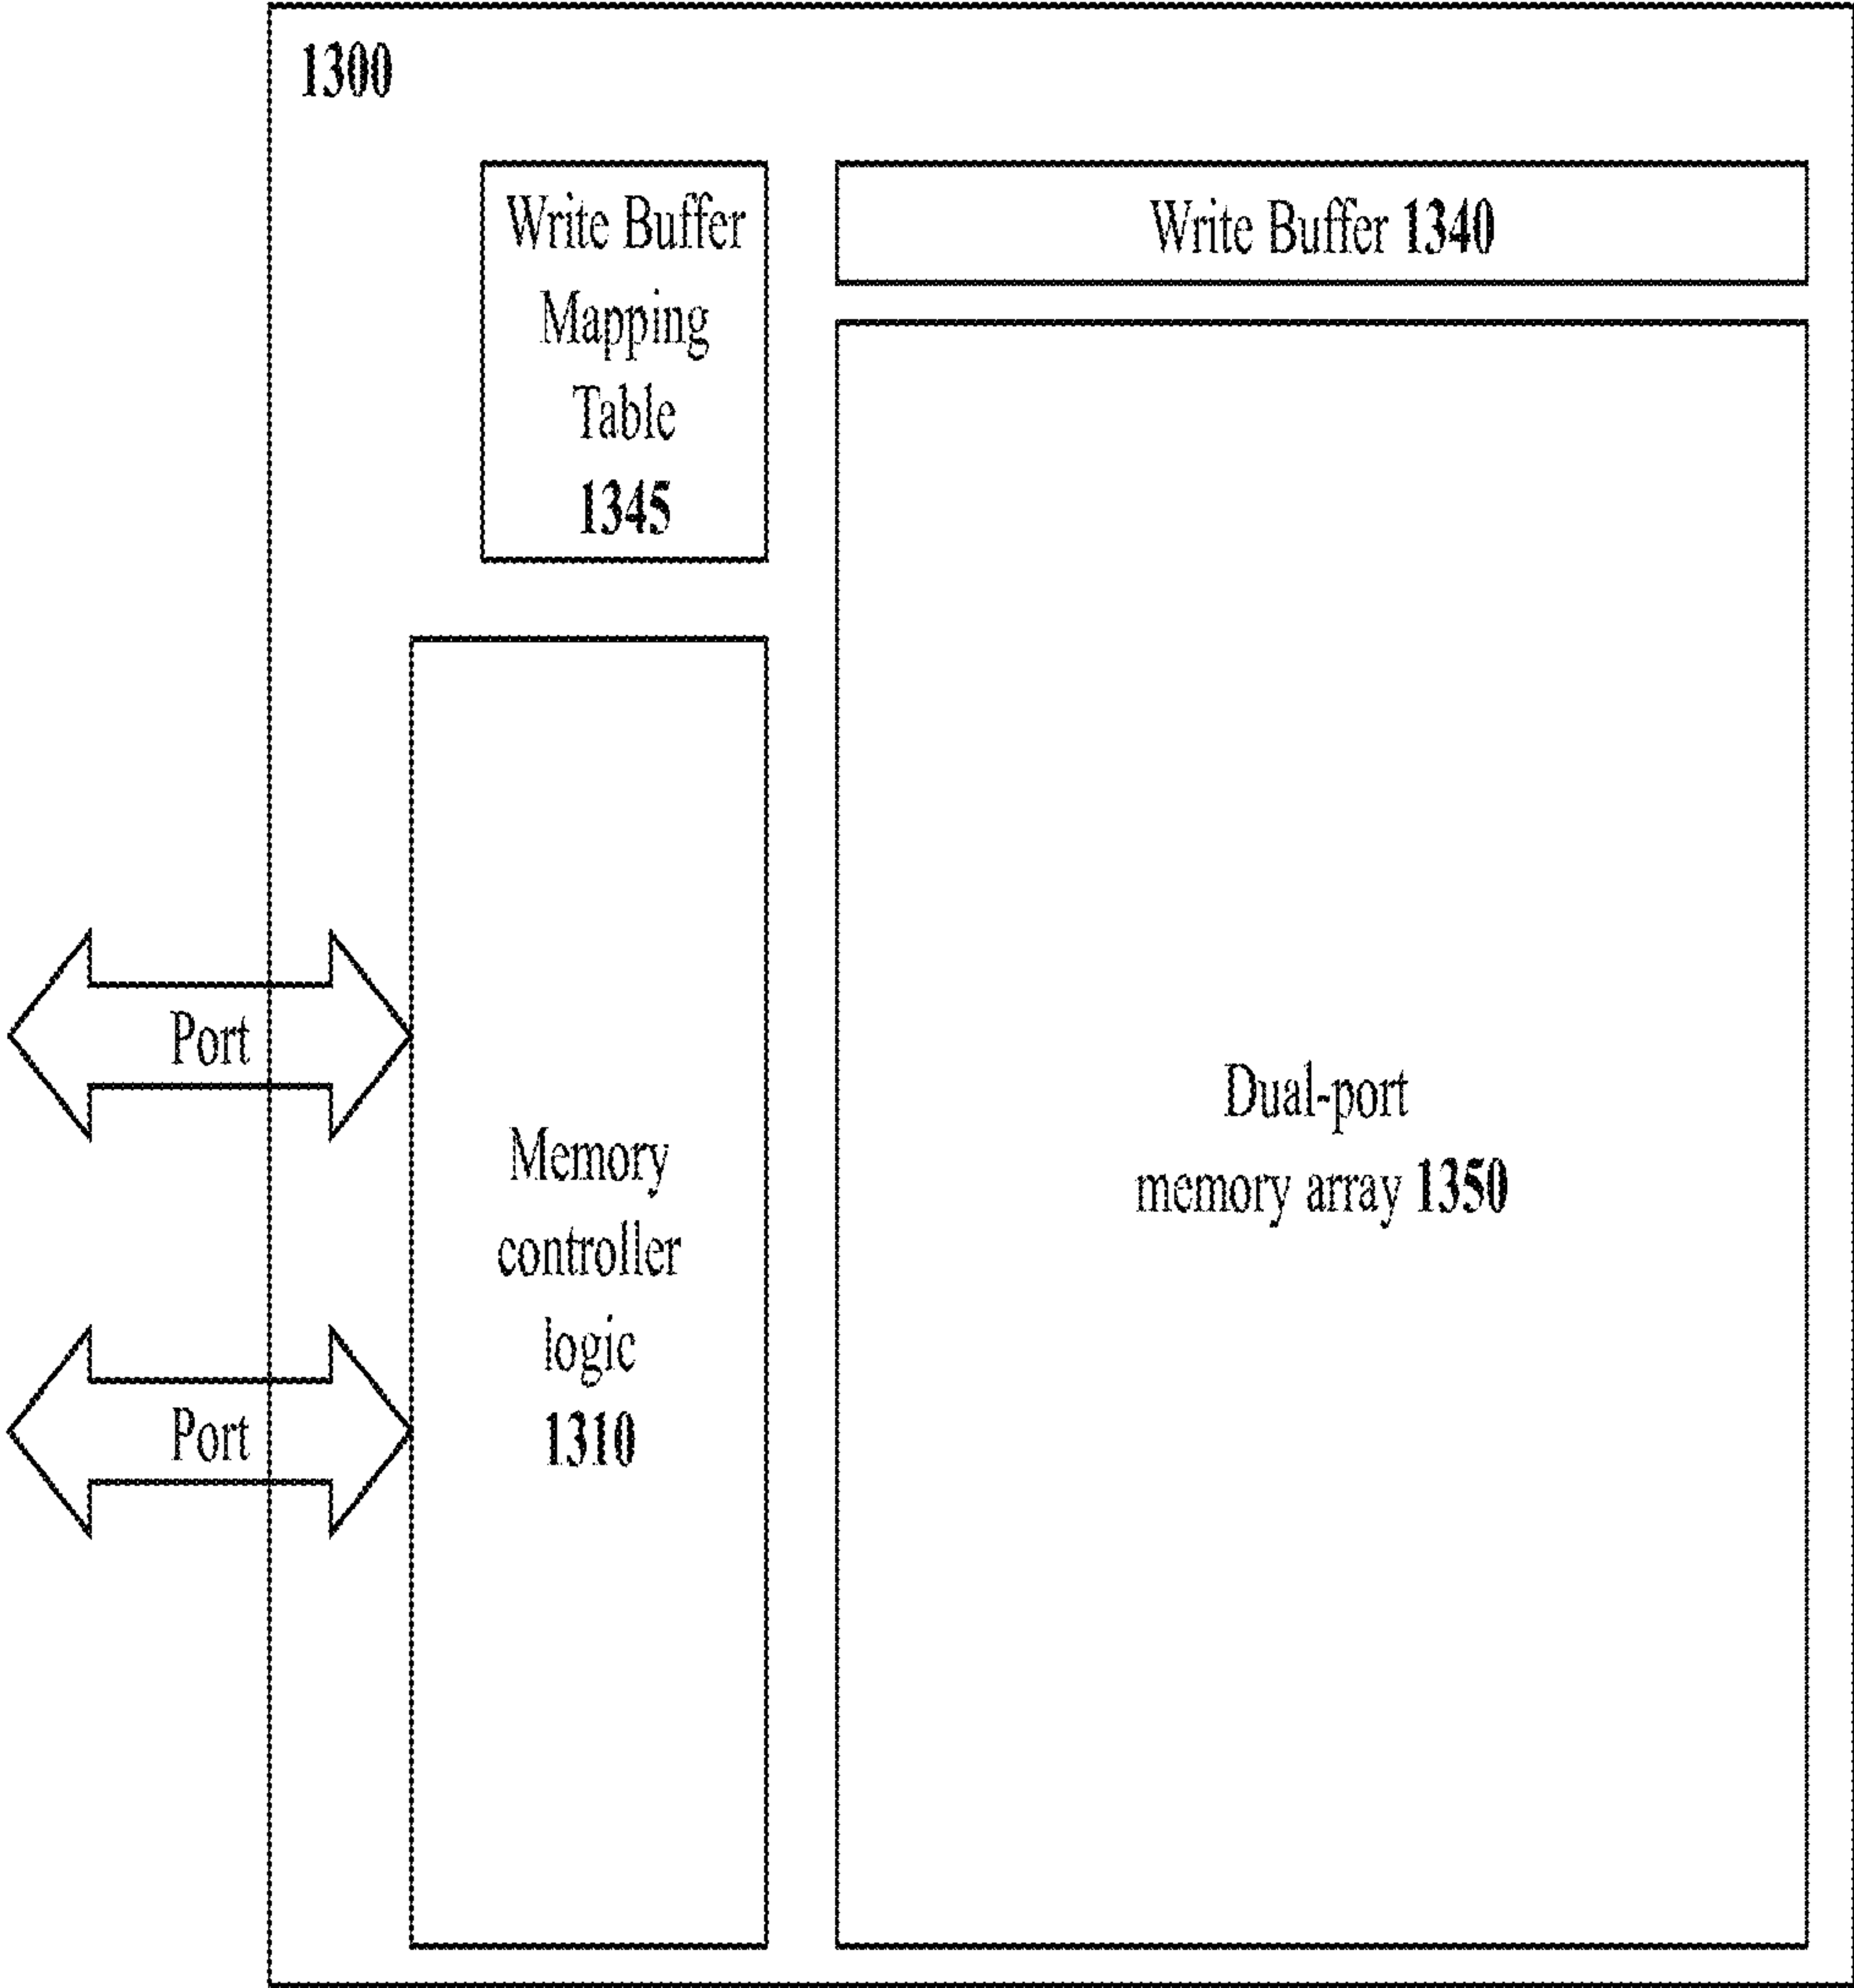 1300
Write Buffer
Mapping
Table
1345
Write Buffer 1340
Port
Port
Memory
controller
logic
1310
Dual-port
memory array 1350